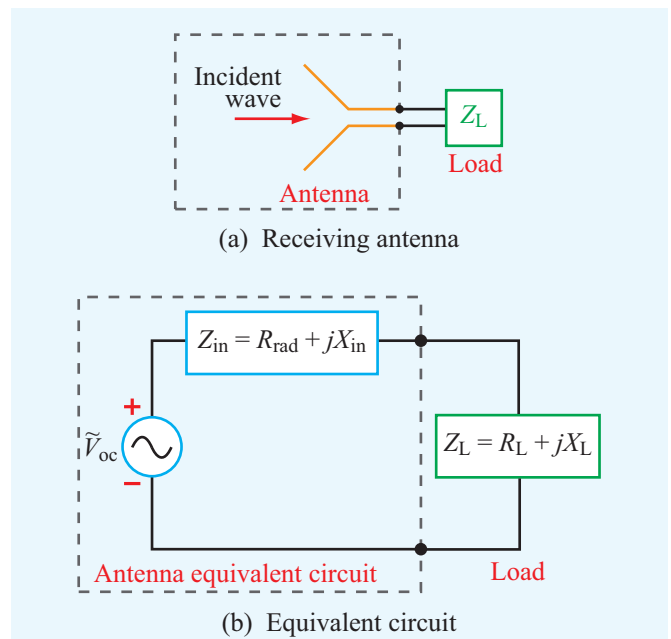 Incident
wave
Z_L
Load
Antenna
(a) Receiving antenna
Z_in = R_rad + jX_in
+
Ṽ_oc
–
Z_L = R_L + jX_L
Antenna equivalent circuit
Load
(b) Equivalent circuit